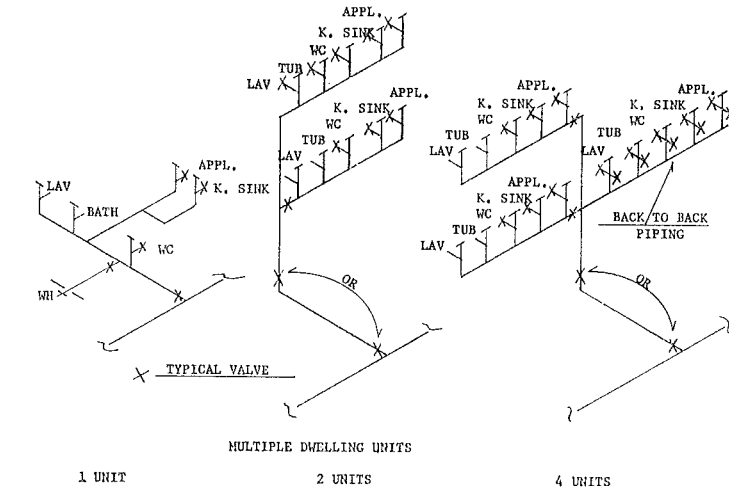 APPL.
K. SINK
WC
TUB
LAV
APPL.
K. SINK
WC
TUB
LAV
APPL.
K. SINK
WC
TUB
LAV
APPL.
K. SINK
WC
TUB
LAV
APPL.
K. SINK
WC
TUB
LAV
LAV
BATH
APPL.
K. SINK
WC
WH
BACK TO BACK
PIPING
OR
OR
TYPICAL VALVE
MULTIPLE DWELLING UNITS
1 UNIT
2 UNITS
4 UNITS